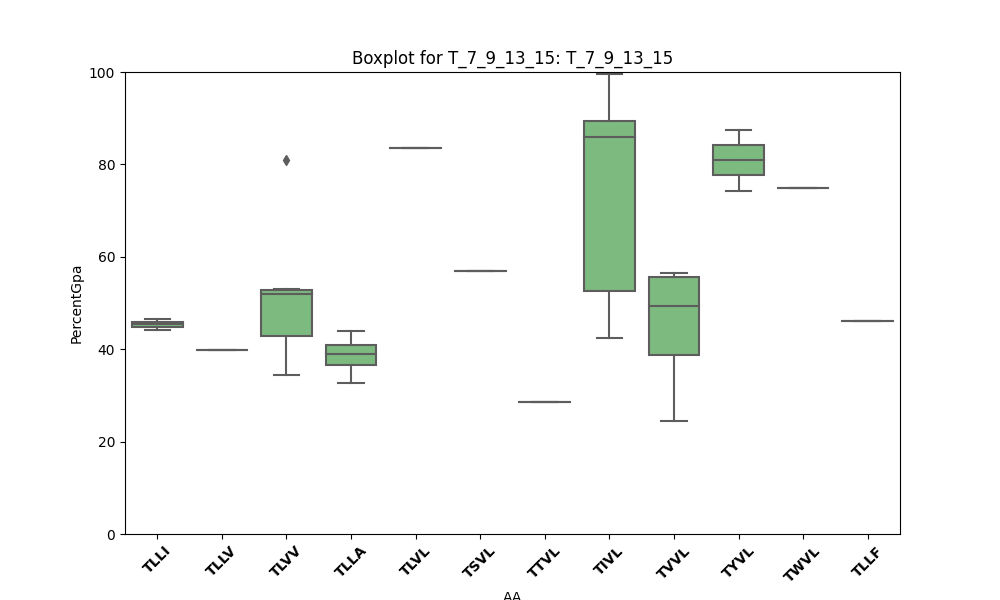 Boxplot for T_7_9_13_15: T_7_9_13_15
100
80
60
40
20
0
PercentGpa
TLLI TLLV TLVV TLLA TLVL TSVL TTVL TIVL TVVL TYVL TWVL TLLF
AA